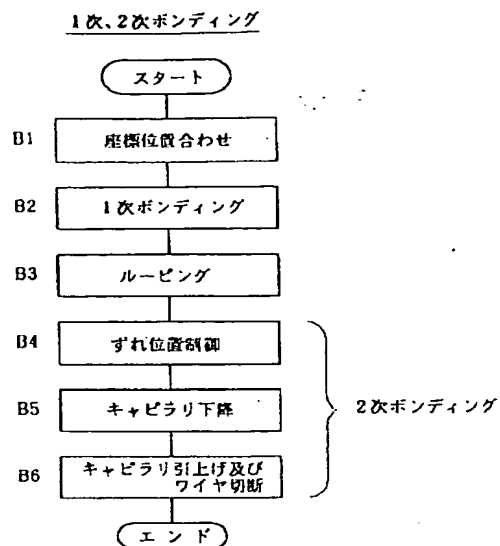 1次、2次ボンディング
スタート
B1 座標位置合わせ
B2 1次ボンディング
B3 ルーピング
B4 ずれ位置制御
B5 キャピラリ下降
2次ボンディング
B6 キャピラリ引上げ及び
ワイヤ切断
エンド